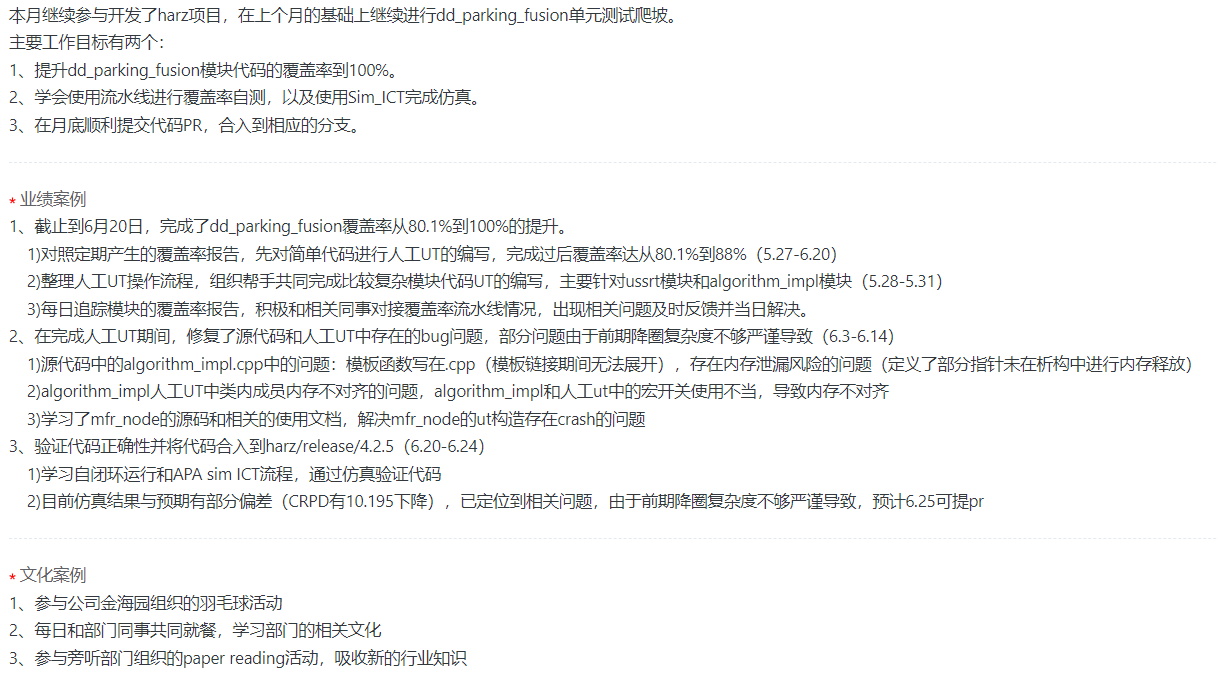 本月继续参与开发了harz项目，在上个月的基础上继续进行dd_parking_fusion单元测试爬坡。
主要工作目标有两个：
1、提升dd_parking_fusion模块代码的覆盖率到100%。
2、学会使用流水线进行覆盖率自测，以及使用Sim_ICT完成仿真。
3、在月底顺利提交代码PR，合入到相应的分支。
* 业绩案例
1、截止到6月20日，完成了dd_parking_fusion覆盖率从80.1%到100%的提升。
1)对照定期产生的覆盖率报告，先对简单代码进行人工UT的编写，完成过后覆盖率达从80.1%到88%（5.27-6.20）
2)整理人工UT操作流程，组织帮手共同完成比较复杂模块代码UT的编写，主要针对ussrt模块和algorithm_impl模块（5.28-5.31）
3)每日追踪模块的覆盖率报告，积极和相关同事对接覆盖率流水线情况，出现相关问题及时反馈并当日解决。
2、在完成人工UT期间，修复了源代码和人工UT中存在的bug问题，部分问题由于前期降圈复杂度不够严谨导致（6.3-6.14）
1)源代码中的algorithm_impl.cpp中的问题：模板函数写在.cpp（模板链接期间无法展开），存在内存泄漏风险的问题（定义了部分指针未在析构中进行内存释放）
2)algorithm_impl人工UT中类内成员内存不对齐的问题，algorithm_impl和人工ut中的宏开关使用不当，导致内存不对齐
3)学习了mfr_node的源码和相关的使用文档，解决mfr_node的ut构造存在crash的问题
3、验证代码正确性并将代码合入到harz/release/4.2.5（6.20-6.24）
1)学习自闭环运行和APA sim ICT流程，通过仿真验证代码
2)目前仿真结果与预期有部分偏差（CRPD有10.195下降），已定位到相关问题，由于前期降圈复杂度不够严谨导致，预计6.25可提pr
* 文化案例
1、参与公司金海园组织的羽毛球活动
2、每日和部门同事共同就餐，学习部门的相关文化
3、参与旁听部门组织的paper reading活动，吸收新的行业知识